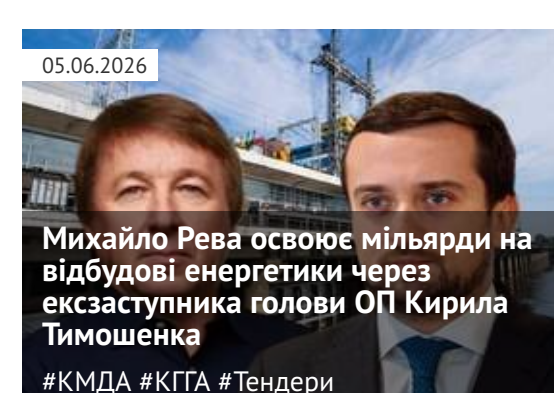 05.06.2026
Михайло Рева освоює мільярди на
відбудові енергетики через
ексзаступника голови ОП Кирила
Тимошенка
#КМДА #КГГА #Тендери